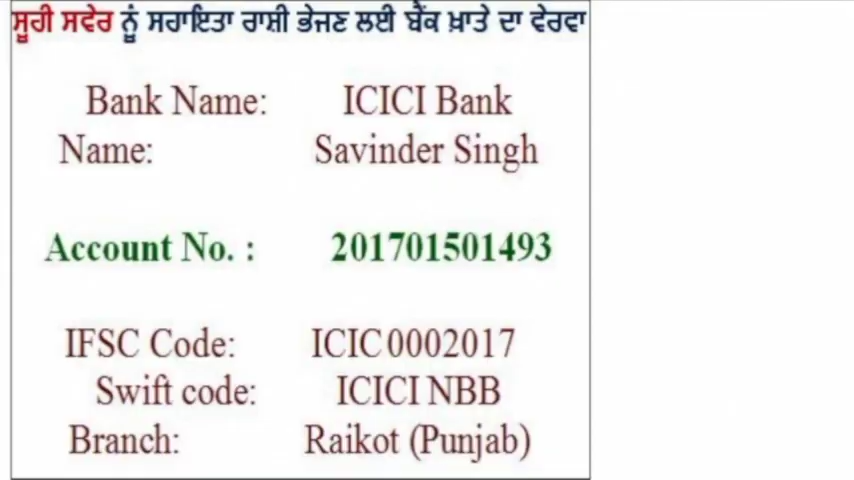 ਸੂਹੀ ਸਵੇਰ ਨੂੰ ਸਹਾਇਤਾ ਰਾਸ਼ੀ ਭੇਜਣ ਲਈ ਬੈਂਕ ਖ਼ਾਤੇ ਦਾ ਵੇਰਵਾ
Bank Name: ICICI Bank
Name: Savinder Singh
Account No. : 201701501493
IFSC Code: ICIC0002017
Swift code: ICICI NBB
Branch: Raikot (Punjab)